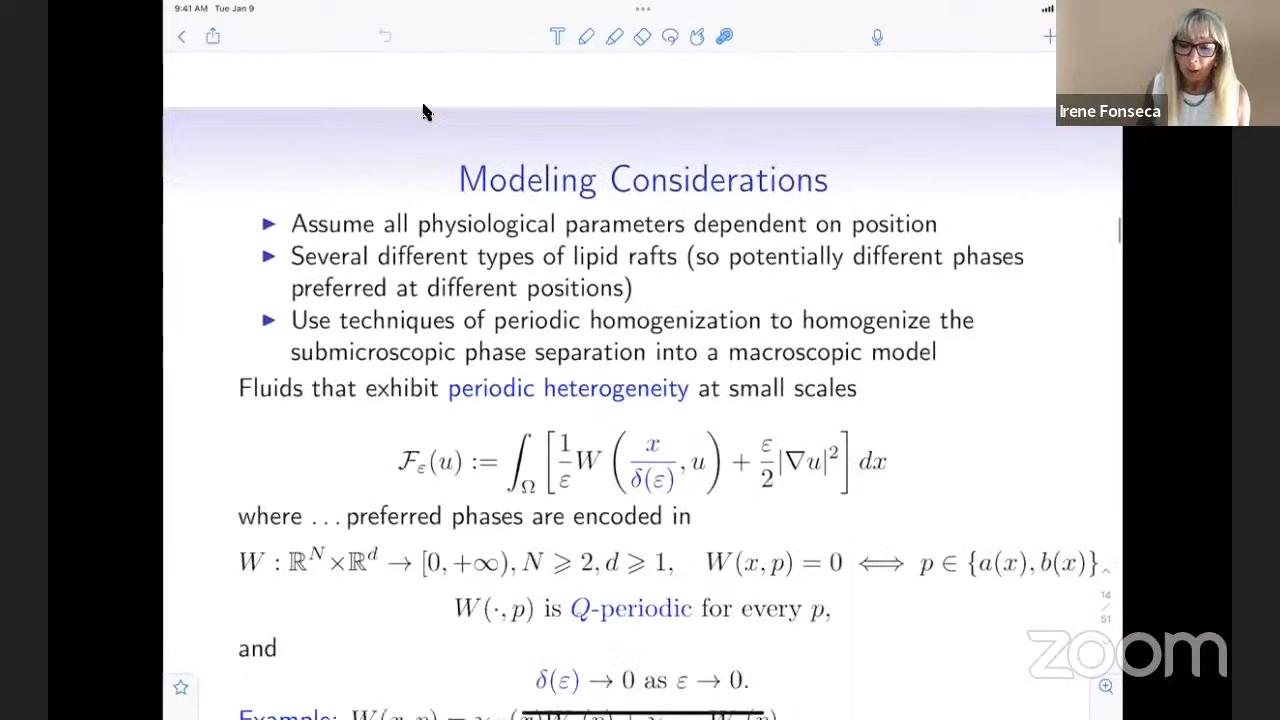 9:41 AM Tue Jan 9
Irene Fonseca
Modeling Considerations
Assume all physiological parameters dependent on position
Several different types of lipid rafts (so potentially different phases
preferred at different positions)
Use techniques of periodic homogenization to homogenize the
submicroscopic phase separation into a macroscopic model
Fluids that exhibit periodic heterogeneity at small scales
F_ε(u) := ∫_Ω [ 1/ε W ( x/δ(ε), u ) + ε/2 |∇u|² ] dx
where ... preferred phases are encoded in
W : ℝ^N × ℝ^d → [0, +∞), N ⩾ 2, d ⩾ 1, W(x, p) = 0 ⟺ p ∈ {a(x), b(x)}
W(·, p) is Q-periodic for every p,
and
δ(ε) → 0 as ε → 0.
Example:
14
/
51
zoom